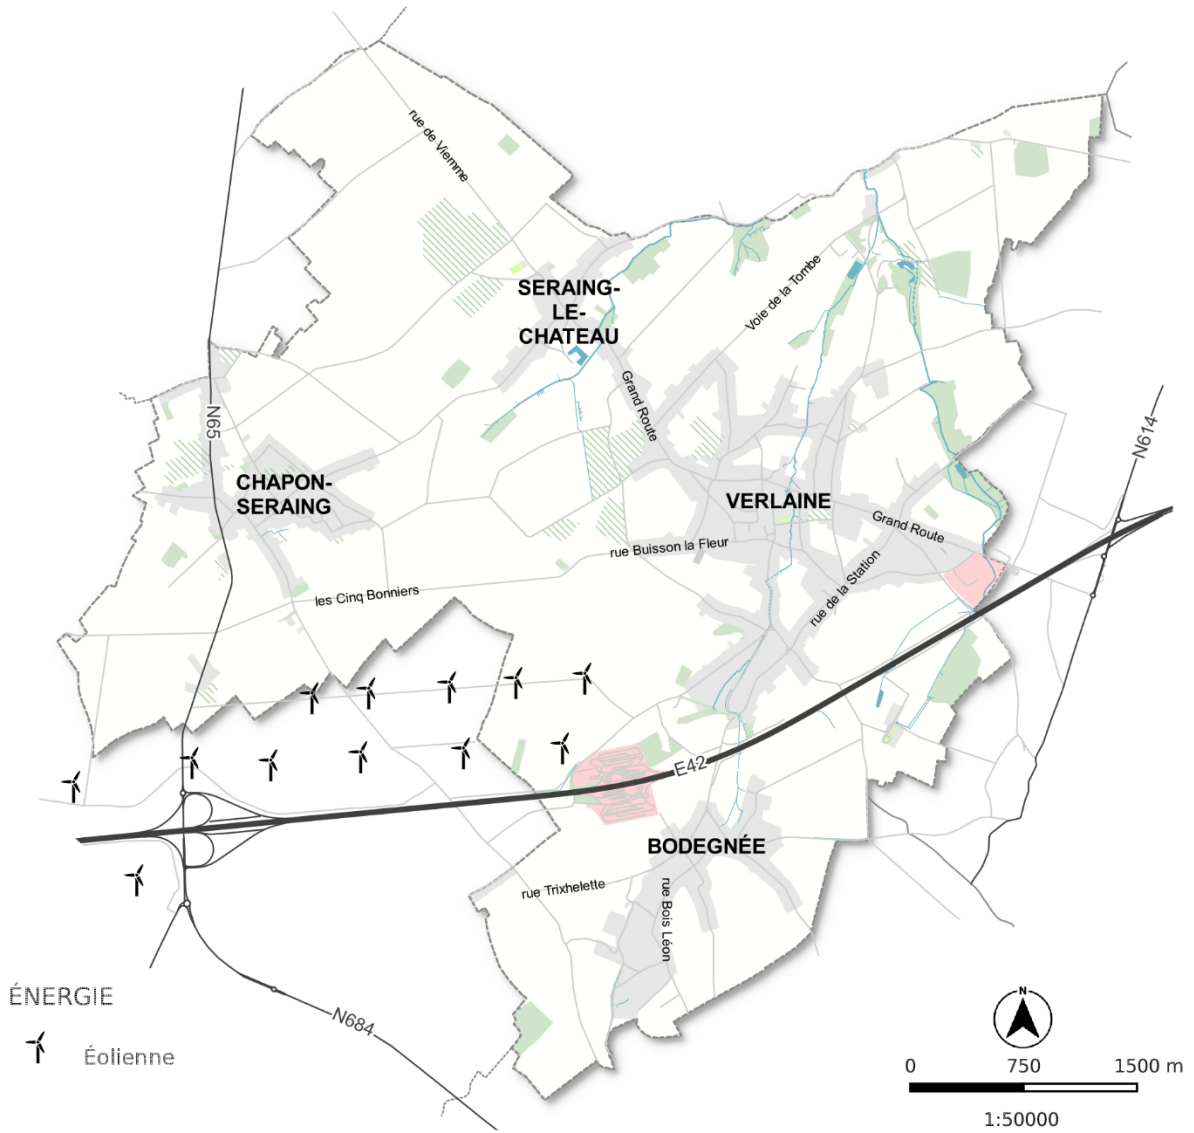 rue de Viemme
SERAING-
LE-
CHATEAU
Voie de la Tombe
Grand Route
N65
N614
CHAPON-
SERAING
VERLAINE
Grand Route
rue Buisson la Fleur
rue de la Station
les Cinq Bonniers
E42
BODEGNÉE
rue Trixhelette
rue Bois Léon
ÉNERGIE
Éolienne
N684
N
0 750 1500 m
1:50000